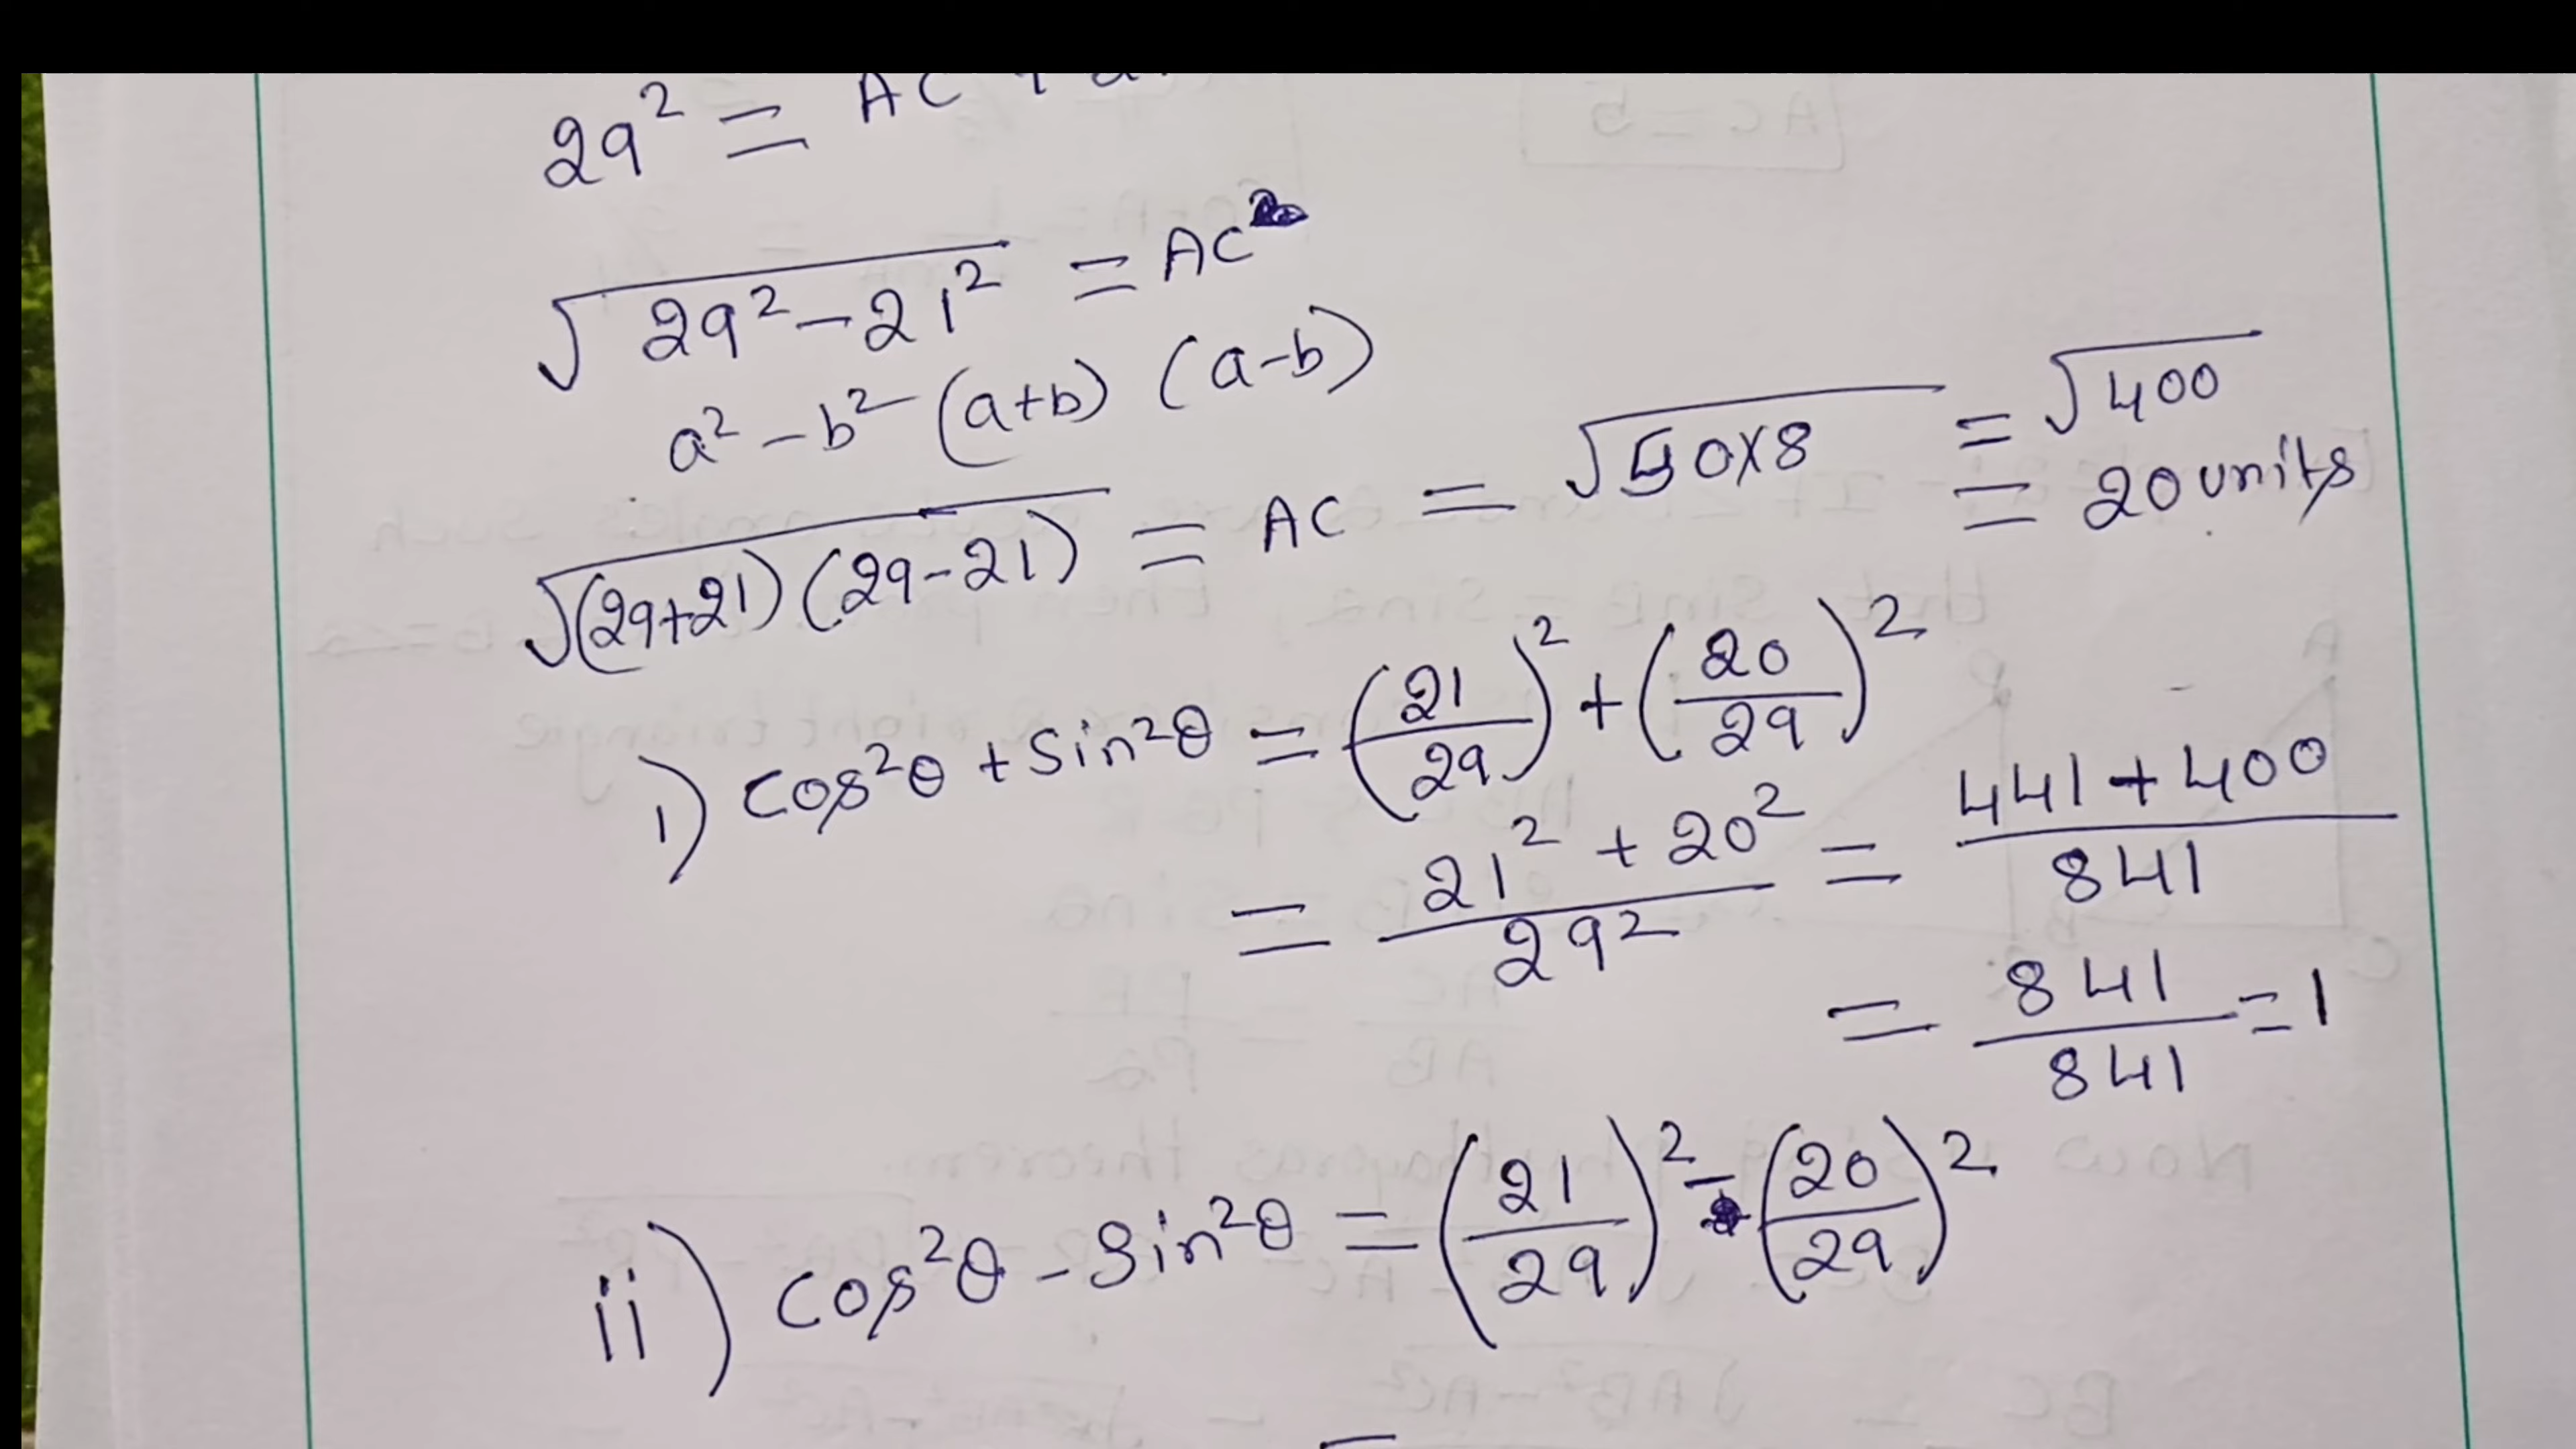 29² = AC
√29² - 21² = AC
a² - b² (a+b) (a-b)
√(29+21) (29-21) = AC = √50×8 = √400
= 20 units
i) cos²θ + sin²θ = (21/29)² + (20/29)²
= 21² + 20² / 29² = 441 + 400 / 841
= 841/841 = 1
ii) cos²θ - sin²θ = (21/29)² - (20/29)²